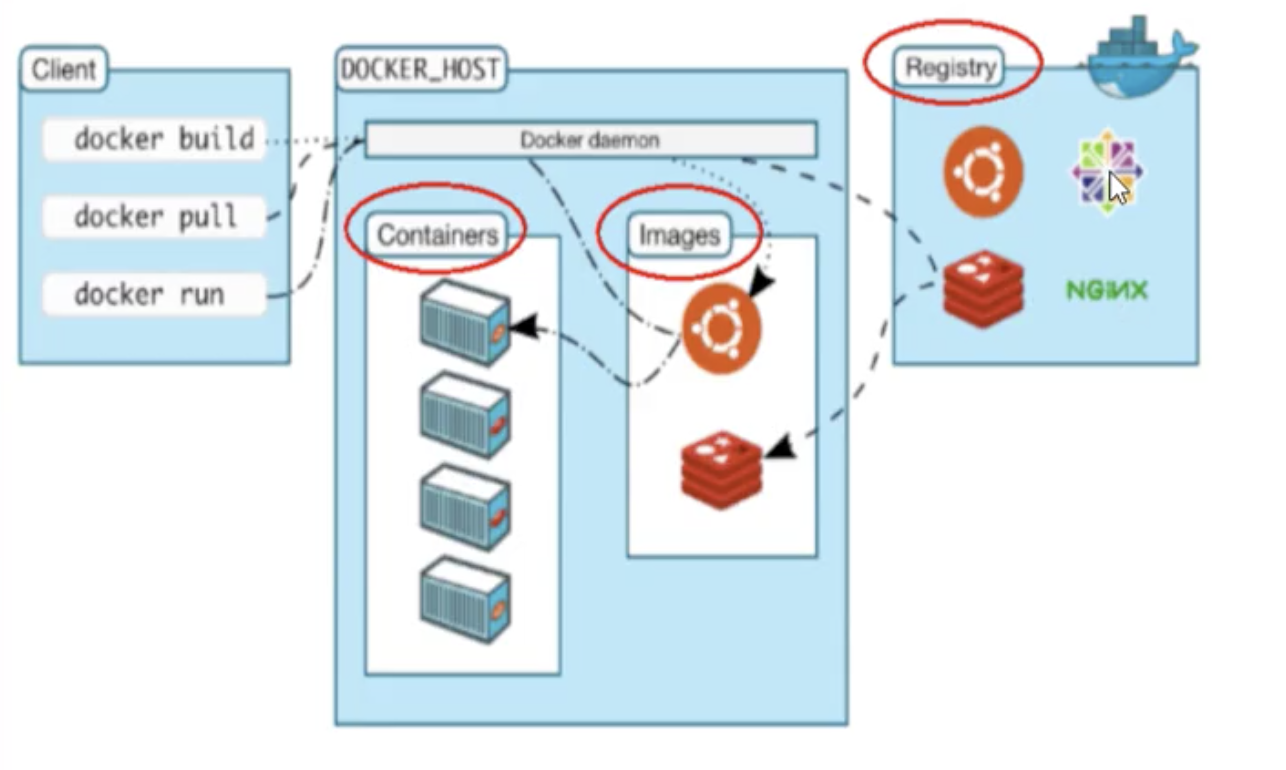 Client
docker build
docker pull
docker run
DOCKER_HOST
Docker daemon
Containers
Images
Registry
NGINX